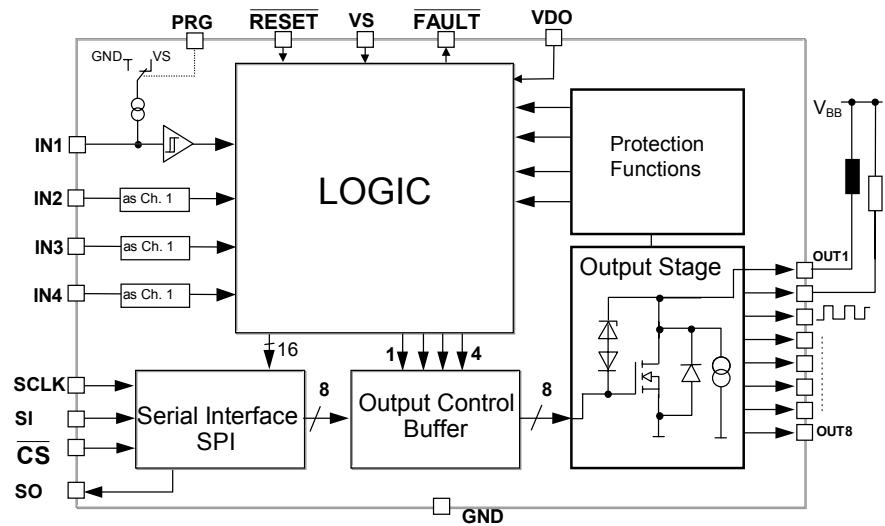 PRG
RESET
VS
FAULT
VDO
GND
VS
VBB
IN1
LOGIC
Protection
Functions
IN2
as Ch. 1
IN3
as Ch. 1
IN4
as Ch. 1
Output Stage
OUT1
16
1
4
SCLK
SI
CS
SO
Serial Interface
SPI
8
Output Control
Buffer
8
OUT8
GND